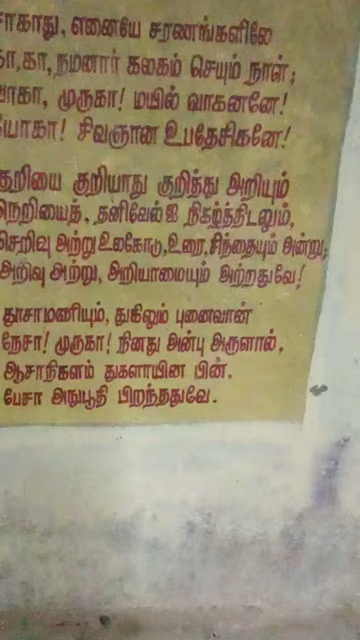 சாகாது, எனையே சரணங்களிலே
கா, கா, நமனார் கலகம் செயும் நாள்;
வாகா, முருகா! மயில் வாகனனே!
யோகா! சிவஞான உபதேசிகனே!
குறியை குறியாது குறித்து அறியும்
நெறியைத், தனிவேலை நிகழ்த்திடலும்,
செறிவு அற்று உலகோடு, உரை, சிந்தையும் அன்று;
அறிவு அற்று, அறியாமையும் அற்றதுவே!
தூசாமணியும், துகிலும் புனைவாள்
நேசா! முருகா! நினது அன்பு அருளால்,
ஆசாநிகளம் துகளாயின பின்,
பேசா அநுபூதி பிறந்ததுவே.